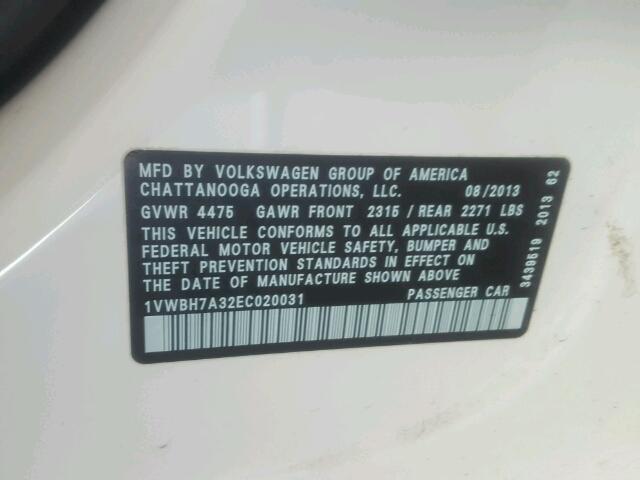 MFD BY VOLKSWAGEN GROUP OF AMERICA
CHATTANOOGA OPERATIONS, LLC. 08/2013
GVWR 4475 GAWR FRONT 2315 / REAR 2271 LBS
THIS VEHICLE CONFORMS TO ALL APPLICABLE U.S.
FEDERAL MOTOR VEHICLE SAFETY, BUMPER AND
THEFT PREVENTION STANDARDS IN EFFECT ON
THE DATE OF MANUFACTURE SHOWN ABOVE
1VWBH7A32EC020031 PASSENGER CAR
3439519 2013 62